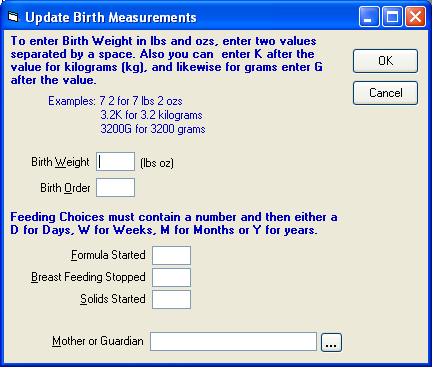 Update Birth Measurements
To enter Birth Weight in lbs and ozs, enter two values
separated by a space. Also you can enter K after the
value for kilograms (kg), and likewise for grams enter G
after the value.
OK
Cancel
Examples: 7 2 for 7 lbs 2 ozs
3.2K for 3.2 kilograms
3200G for 3200 grams
Birth Weight (lbs oz)
Birth Order
Feeding Choices must contain a number and then either a
D for Days, W for Weeks, M for Months or Y for years.
Formula Started
Breast Feeding Stopped
Solids Started
Mother or Guardian ...